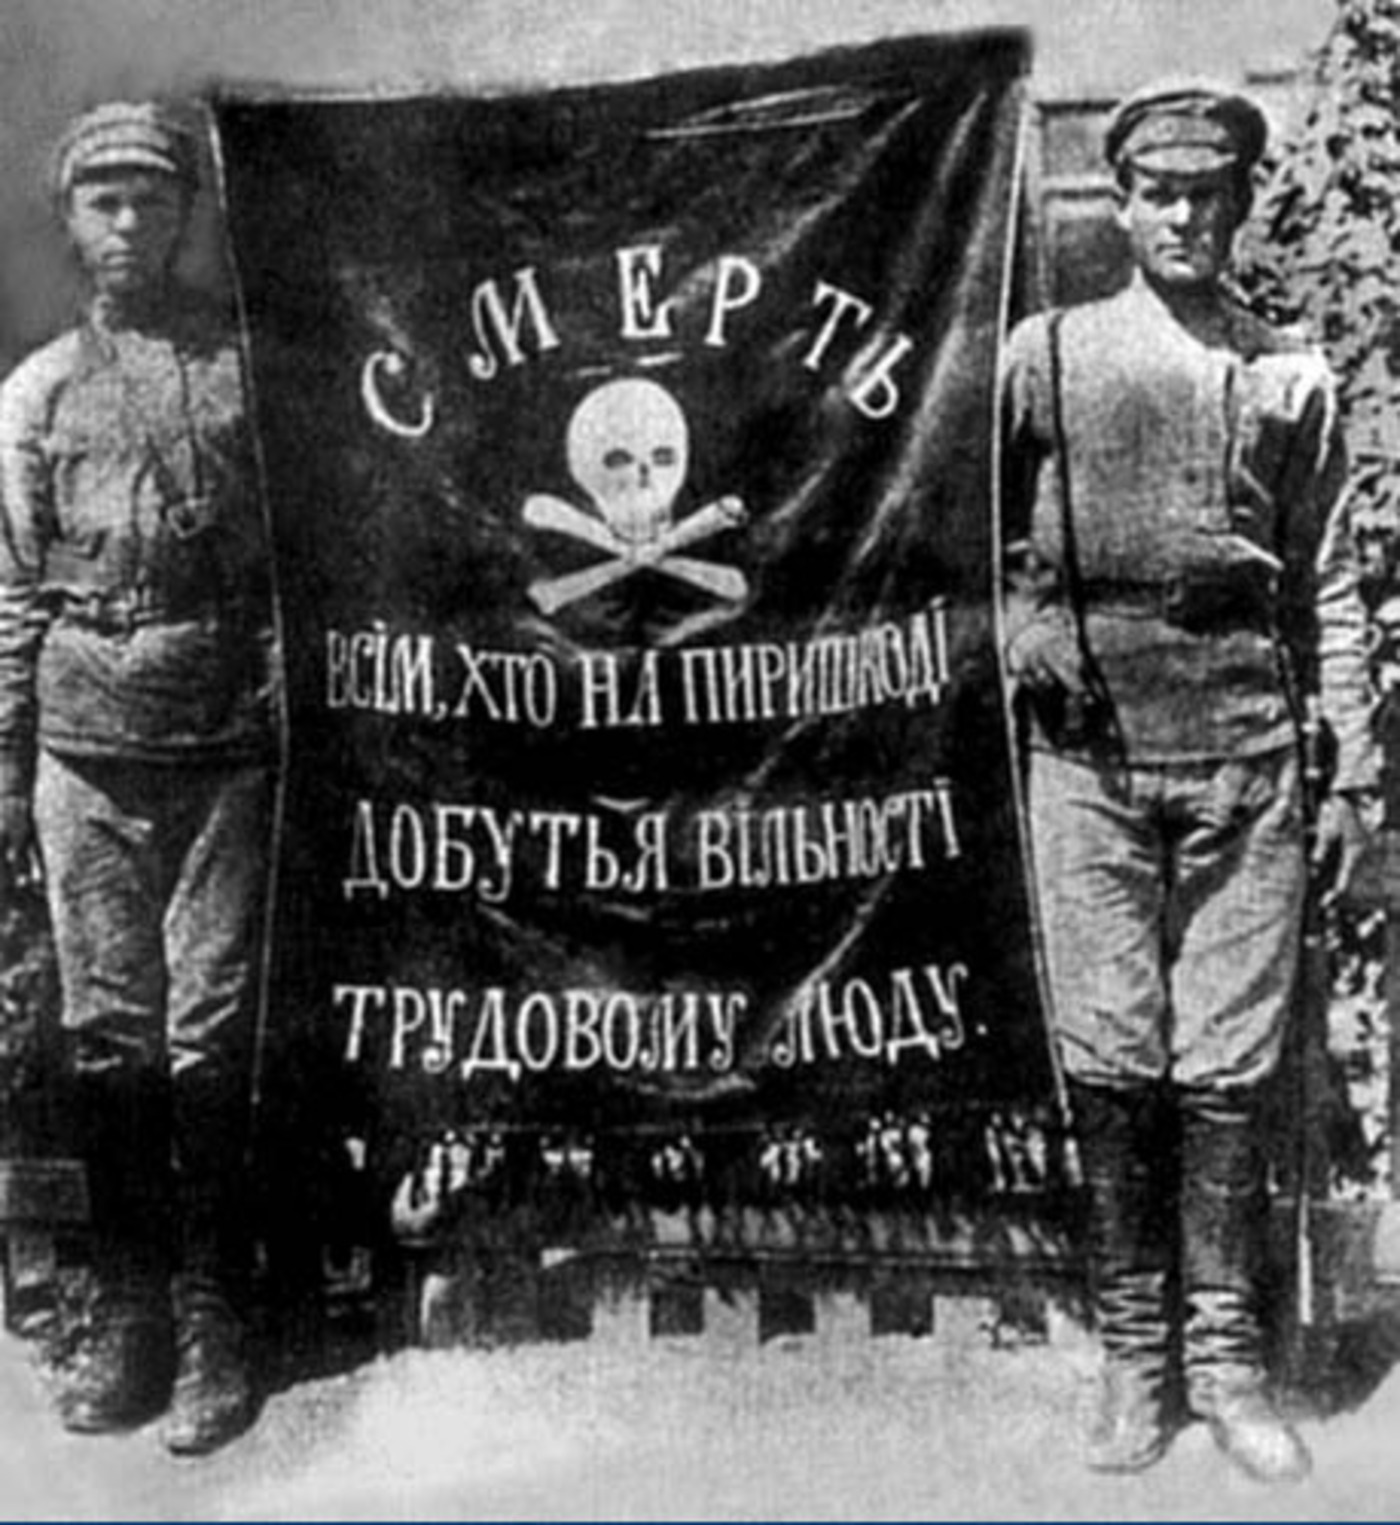 СМЕРТЬ
ВСІМ, ХТО НА ПИРИШКОДІ
ДОБУТЬЯ ВІЛЬНОСТІ
ТРУДОВОМУ ЛЮДУ.